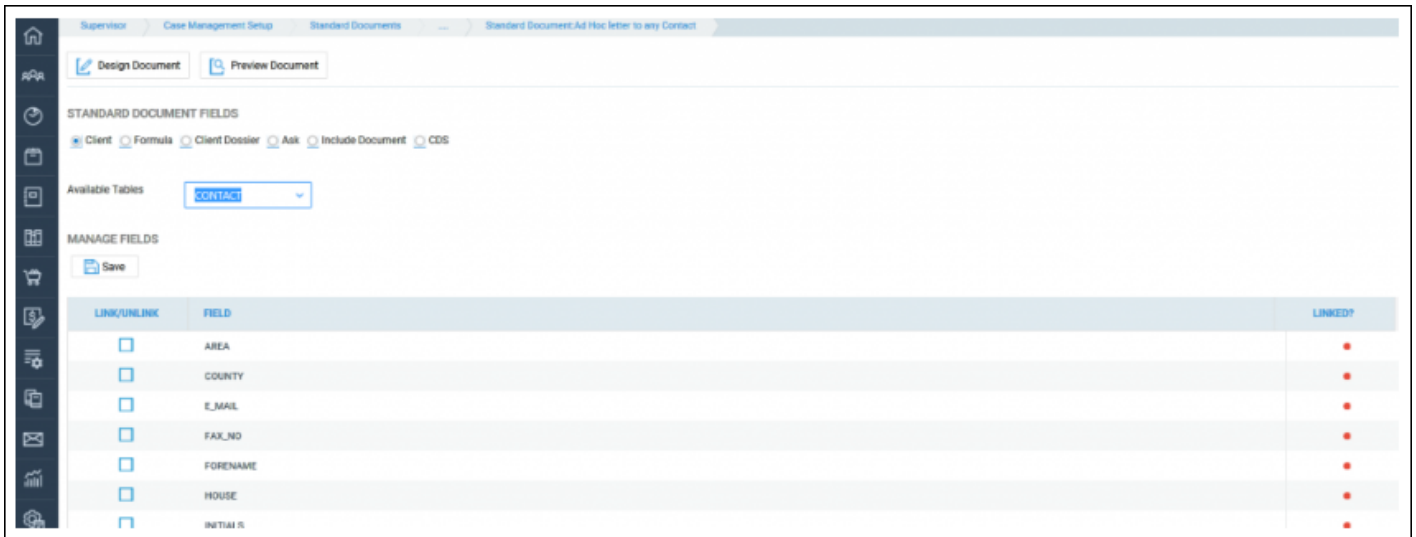 Supervisor Case Management Setup Standard Documents ... Standard Document:Ad Hoc letter to any Contact
Design Document Preview Document
STANDARD DOCUMENT FIELDS
Client Formula Client Dossier Ask Include Document CDS
Available Tables CONTACT
MANAGE FIELDS
Save
LINK/UNLINK FIELD LINKED?
AREA
COUNTY
E_MAIL
FAX_NO
FORENAME
HOUSE
INITIALS